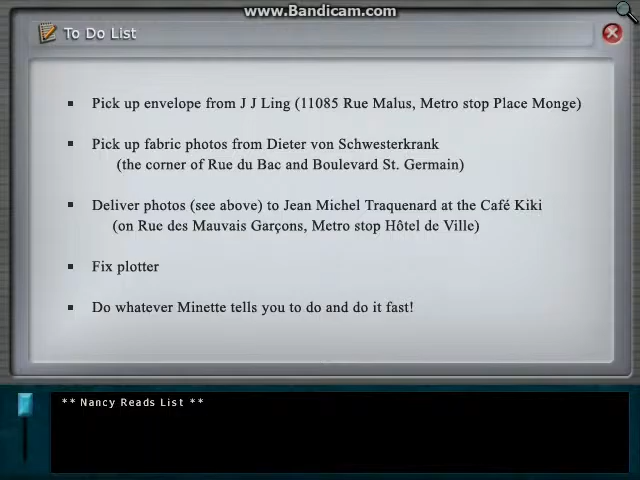 www.Bandicam.com
To Do List
▪ Pick up envelope from J J Ling (11085 Rue Malus, Metro stop Place Monge)
▪ Pick up fabric photos from Dieter von Schwesterkrank
(the corner of Rue du Bac and Boulevard St. Germain)
▪ Deliver photos (see above) to Jean Michel Traquenard at the Café Kiki
(on Rue des Mauvais Garçons, Metro stop Hôtel de Ville)
▪ Fix plotter
▪ Do whatever Minette tells you to do and do it fast!
** Nancy Reads List **